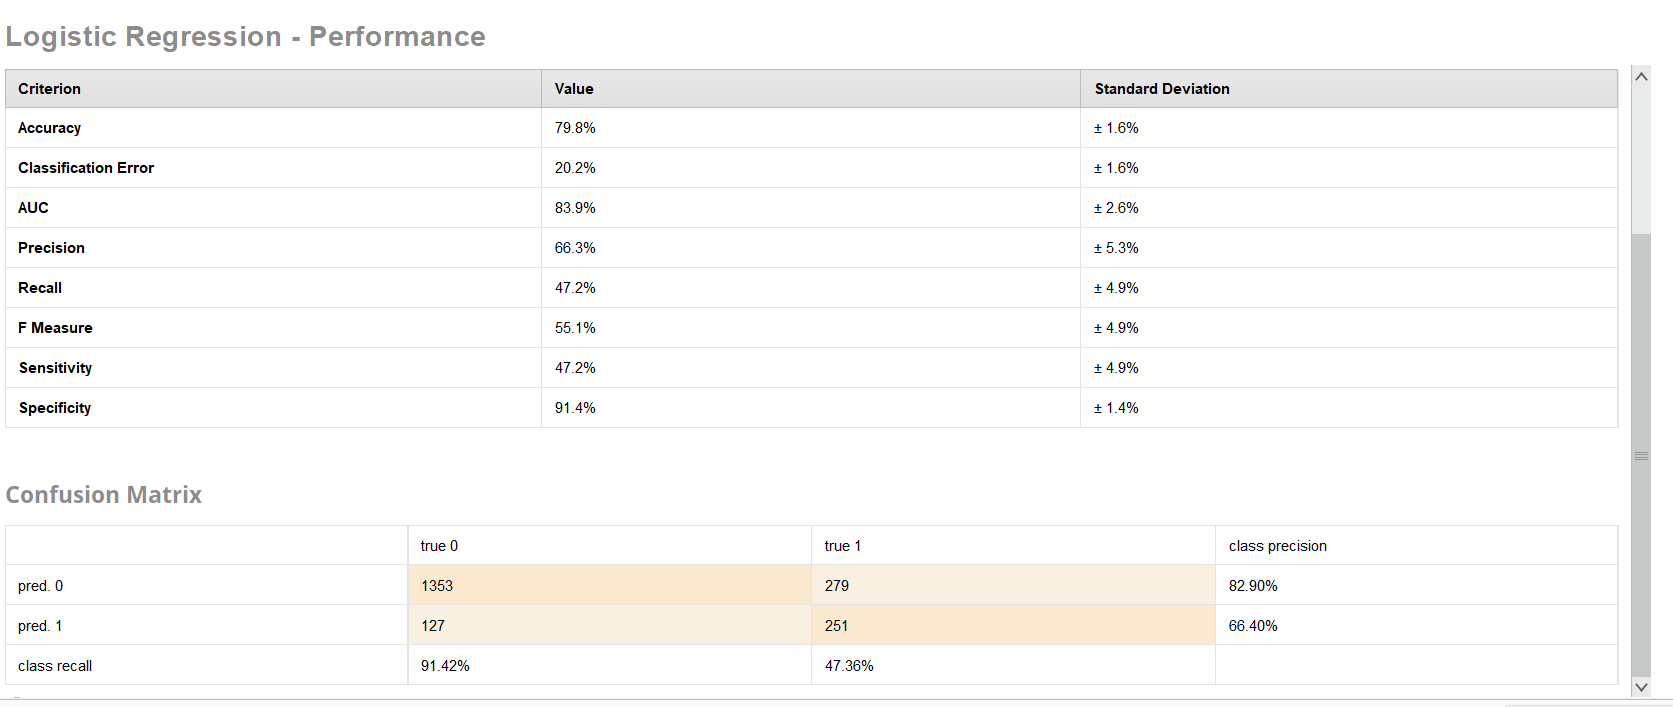 Logistic Regression - Performance
Criterion Value Standard Deviation
Accuracy 79.8% ± 1.6%
Classification Error 20.2% ± 1.6%
AUC 83.9% ± 2.6%
Precision 66.3% ± 5.3%
Recall 47.2% ± 4.9%
F Measure 55.1% ± 4.9%
Sensitivity 47.2% ± 4.9%
Specificity 91.4% ± 1.4%
Confusion Matrix
true 0 true 1 class precision
pred. 0 1353 279 82.90%
pred. 1 127 251 66.40%
class recall 91.42% 47.36%